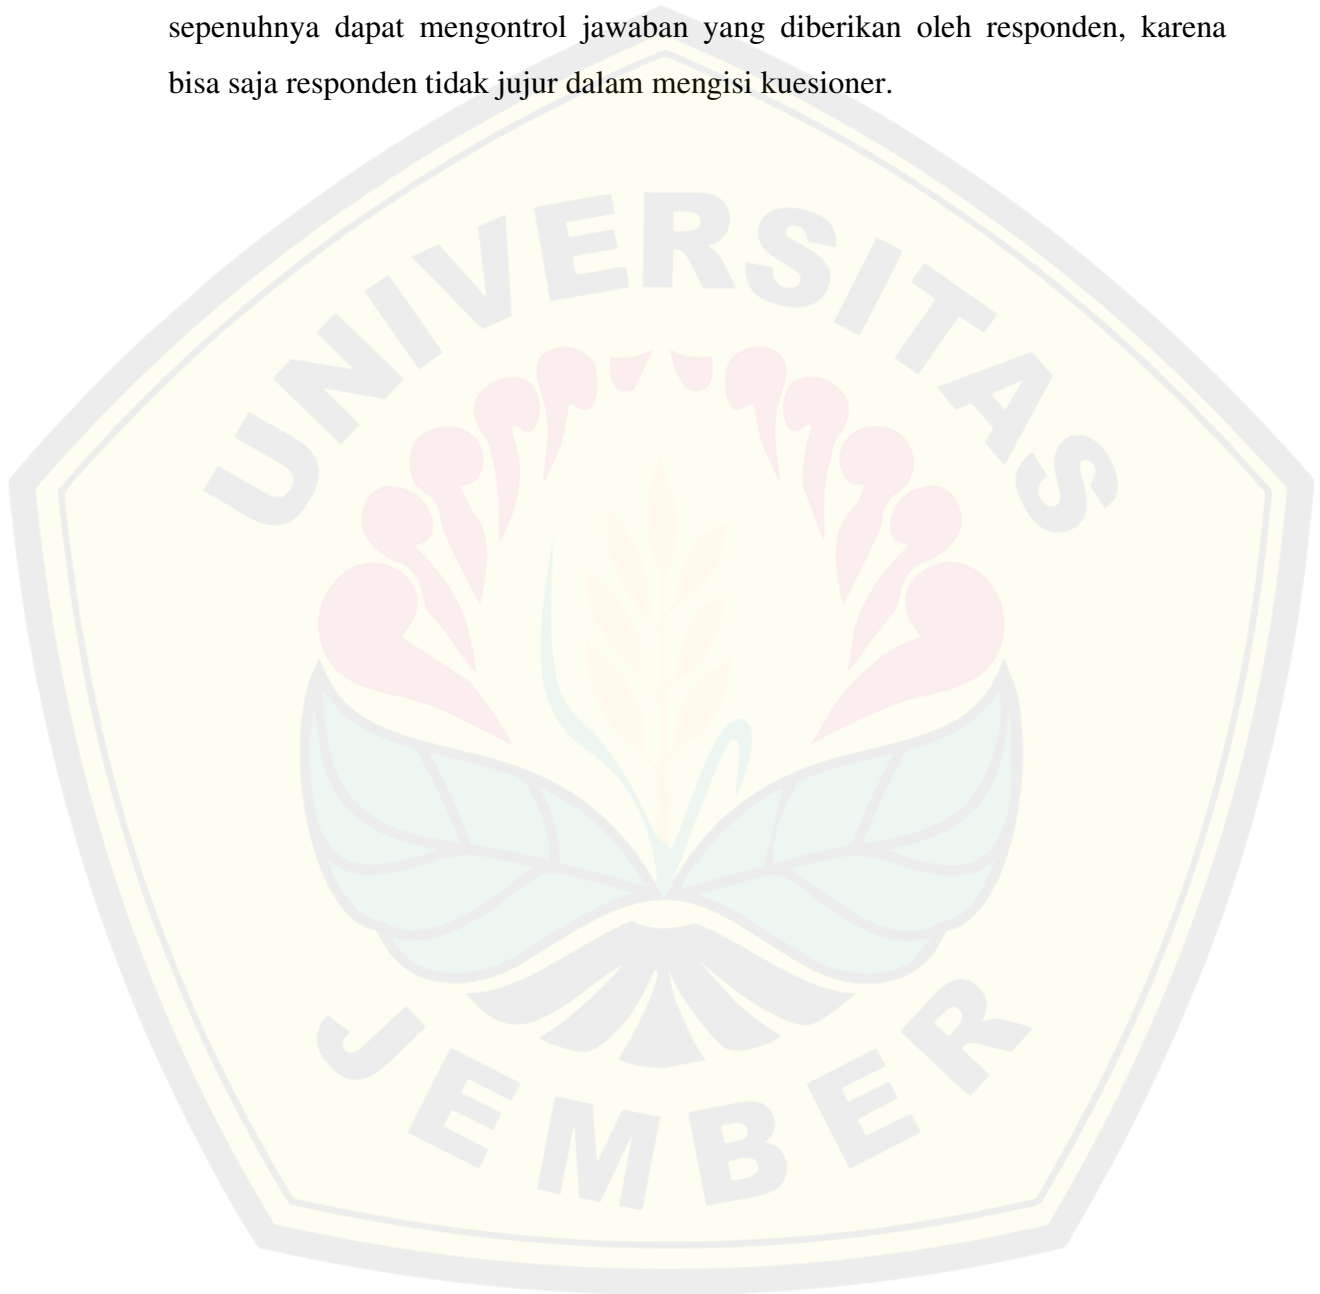 sepenuhnya dapat mengontrol jawaban yang diberikan oleh responden, karena
bisa saja responden tidak jujur dalam mengisi kuesioner.
UNIVERSITAS
JEMBER